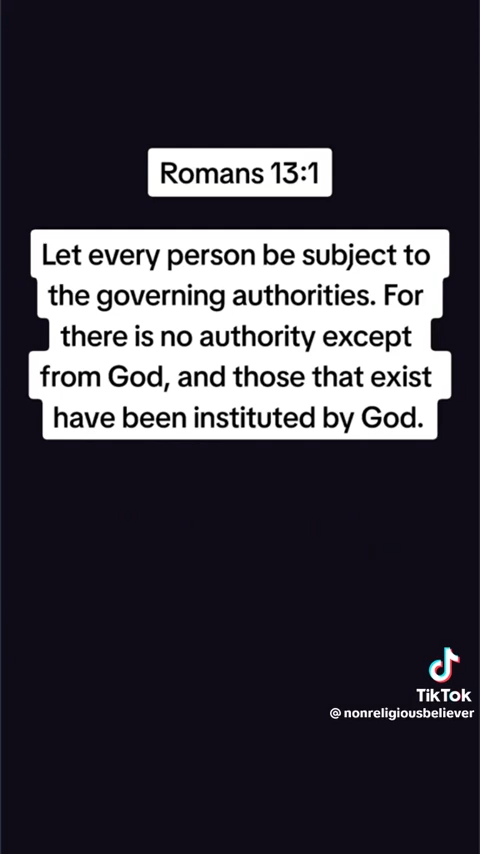 Romans 13:1
Let every person be subject to
the governing authorities. For
there is no authority except
from God, and those that exist
have been instituted by God.
TikTok
@nonreligiousbeliever